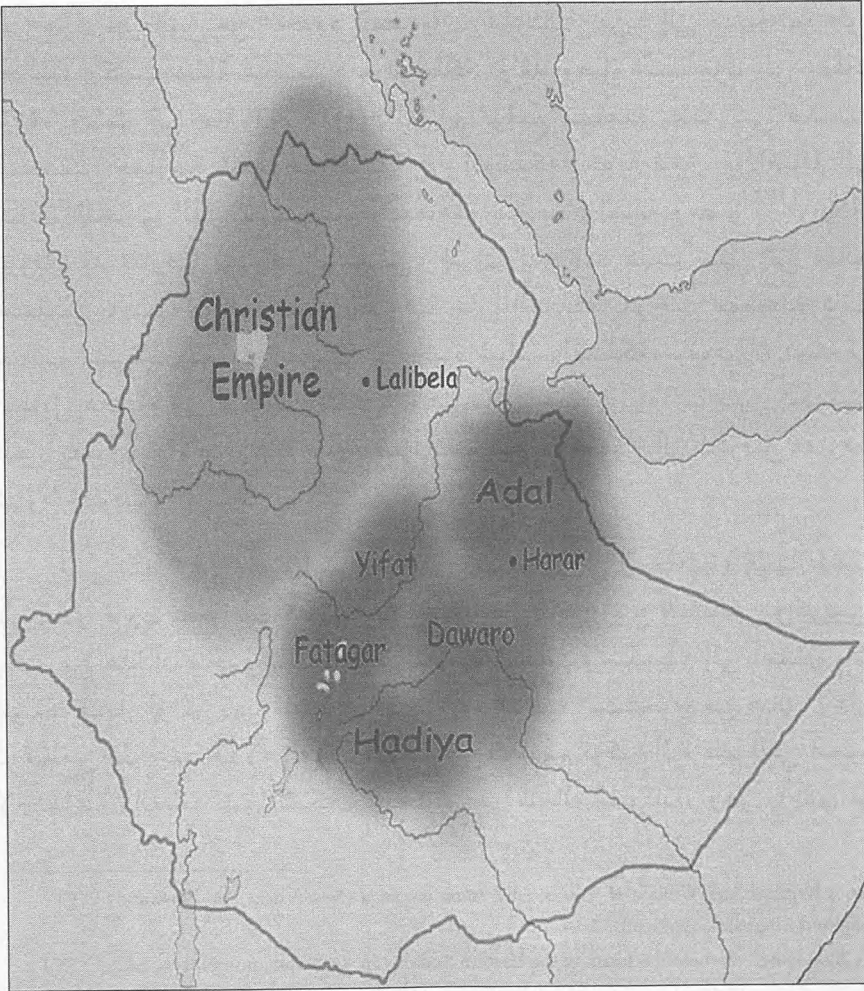 Christian
Empire
Lalibela
Adal
Harar
Yifat
Dawaro
Fatagar
Hadiya